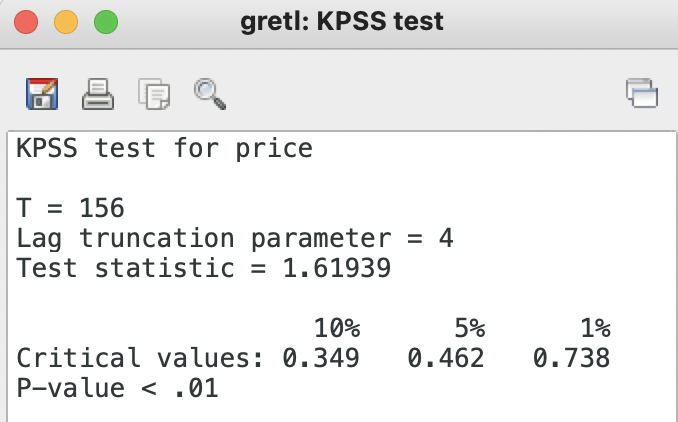 gretl: KPSS test
KPSS test for price
T = 156
Lag truncation parameter = 4
Test statistic = 1.61939
10% 5% 1%
Critical values: 0.349 0.462 0.738
P-value < .01